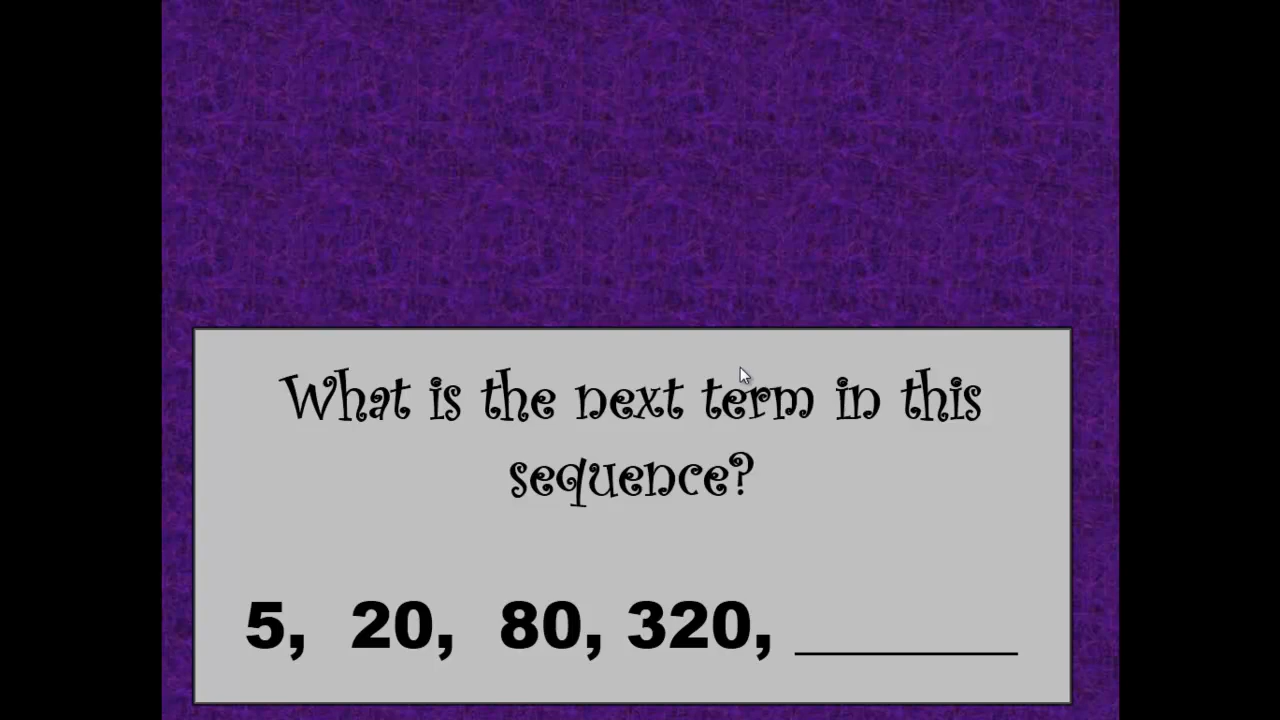 What is the next term in this
sequence?
5, 20, 80, 320, _______